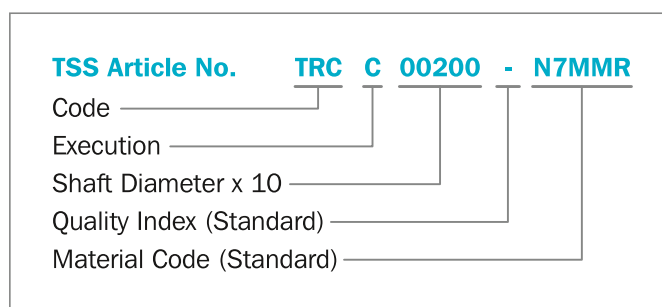 TSS Article No. TRC C 00200 - N7MMR
Code
Execution
Shaft Diameter x 10
Quality Index (Standard)
Material Code (Standard)